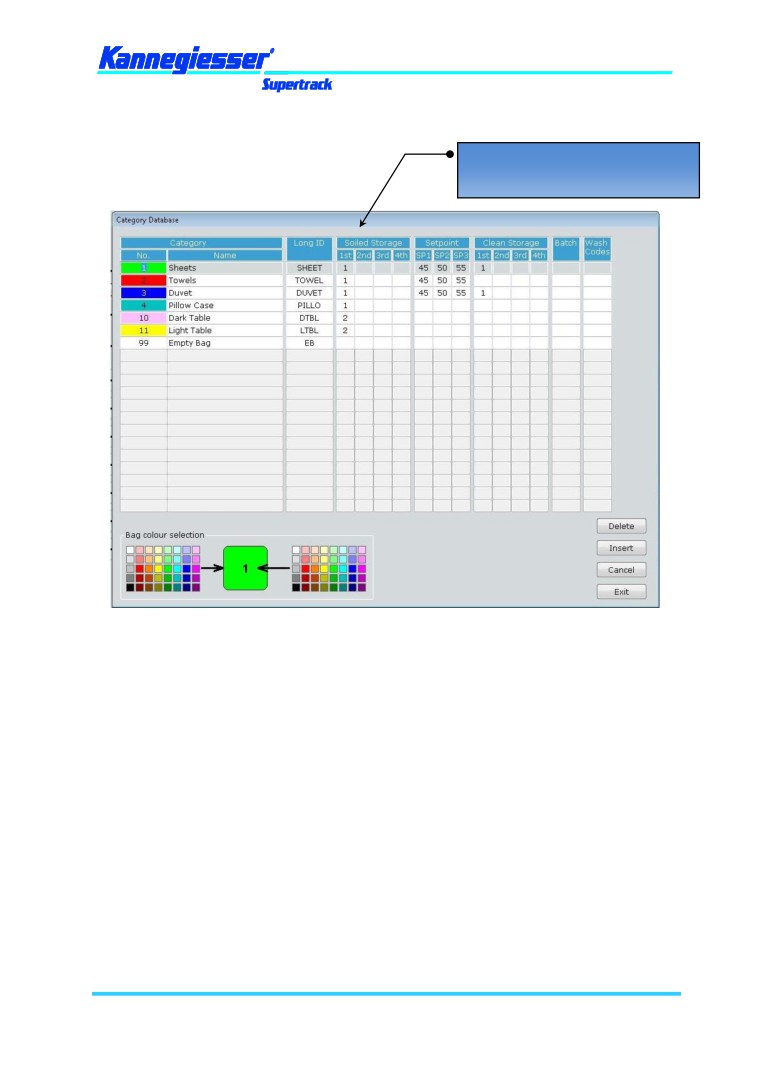 Kannegiesser
Supertrack
Category Database
Category Long ID Soiled Storage Setpoint Clean Storage Batch Wash Codes
No. Name 1st 2nd 3rd 4th SP1 SP2 SP3 1st 2nd 3rd 4th
1 Sheets SHEET 1 45 50 55 1
2 Towels TOWEL 1 45 50 55
3 Duvet DUVET 1 45 50 55 1
4 Pillow Case PILLO 1
10 Dark Table DTBL 2
11 Light Table LTBL 2
99 Empty Bag EB
Delete
Bag colour selection
Insert
1
Cancel
Exit